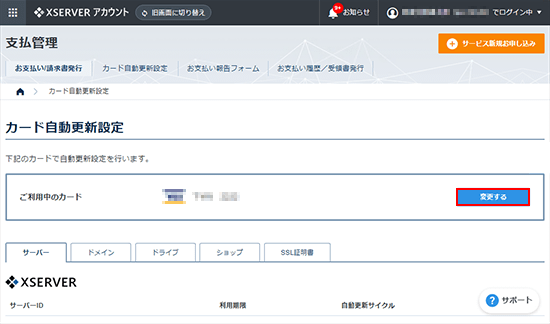 XSERVER アカウント 旧画面に切り替え 9+ お知らせ でログイン中
支払管理 サービス新規お申し込み
お支払い/請求書発行 カード自動更新設定 お支払い報告フォーム お支払い履歴/受領書発行
カード自動更新設定
カード自動更新設定
下記のカードで自動更新設定を行います。
ご利用中のカード 変更する
サーバー ドメイン ドライブ ショップ SSL証明書
XSERVER
サポート
サーバーID 利用期限 自動更新サイクル